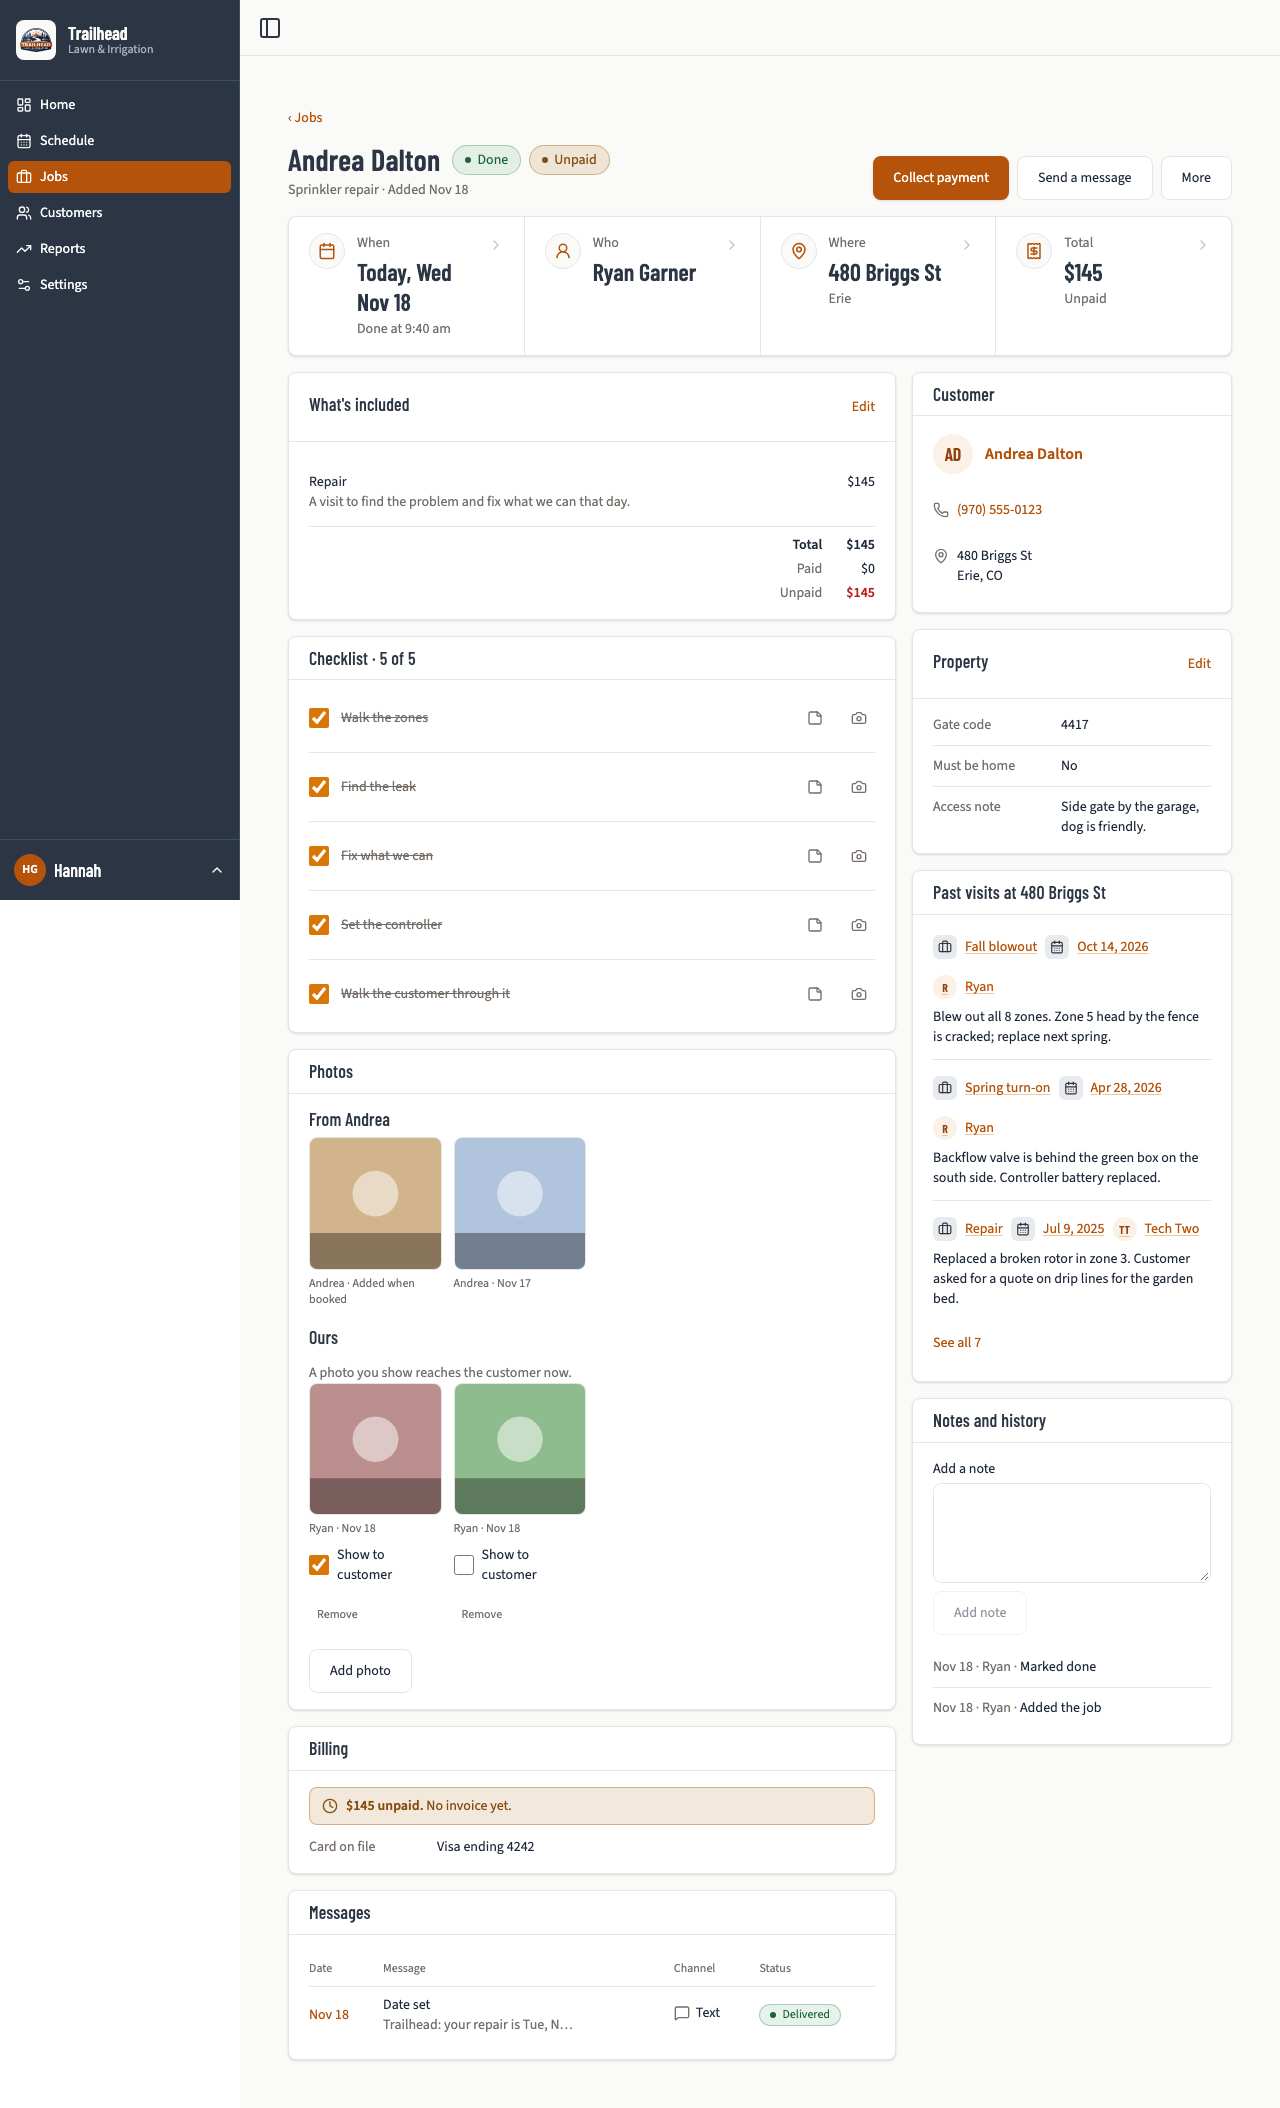 Trailhead
Lawn & Irrigation
TRAILHEAD
Home
Schedule
Jobs
Customers
Reports
Settings
HG
Hannah
‹ Jobs
Andrea Dalton
Done
Unpaid
Sprinkler repair · Added Nov 18
Collect payment
Send a message
More
When
Today, Wed
Nov 18
Done at 9:40 am
Who
Ryan Garner
Where
480 Briggs St
Erie
Total
$145
Unpaid
What's included
Edit
Repair
$145
A visit to find the problem and fix what we can that day.
Total $145
Paid $0
Unpaid $145
Checklist · 5 of 5
Walk the zones
Find the leak
Fix what we can
Set the controller
Walk the customer through it
Photos
From Andrea
Andrea · Added when
booked
Andrea · Nov 17
Ours
A photo you show reaches the customer now.
Ryan · Nov 18
Show to
customer
Remove
Ryan · Nov 18
Show to
customer
Remove
Add photo
Billing
$145 unpaid. No invoice yet.
Card on file Visa ending 4242
Messages
Date Message Channel Status
Nov 18
Date set
Trailhead: your repair is Tue, N…
Text
Delivered
Customer
AD
Andrea Dalton
(970) 555-0123
480 Briggs St
Erie, CO
Property
Edit
Gate code 4417
Must be home No
Access note Side gate by the garage,
dog is friendly.
Past visits at 480 Briggs St
Fall blowout Oct 14, 2026
R Ryan
Blew out all 8 zones. Zone 5 head by the fence
is cracked; replace next spring.
Spring turn-on Apr 28, 2026
R Ryan
Backflow valve is behind the green box on the
south side. Controller battery replaced.
Repair Jul 9, 2025 TT Tech Two
Replaced a broken rotor in zone 3. Customer
asked for a quote on drip lines for the garden
bed.
See all 7
Notes and history
Add a note
Add note
Nov 18 · Ryan · Marked done
Nov 18 · Ryan · Added the job